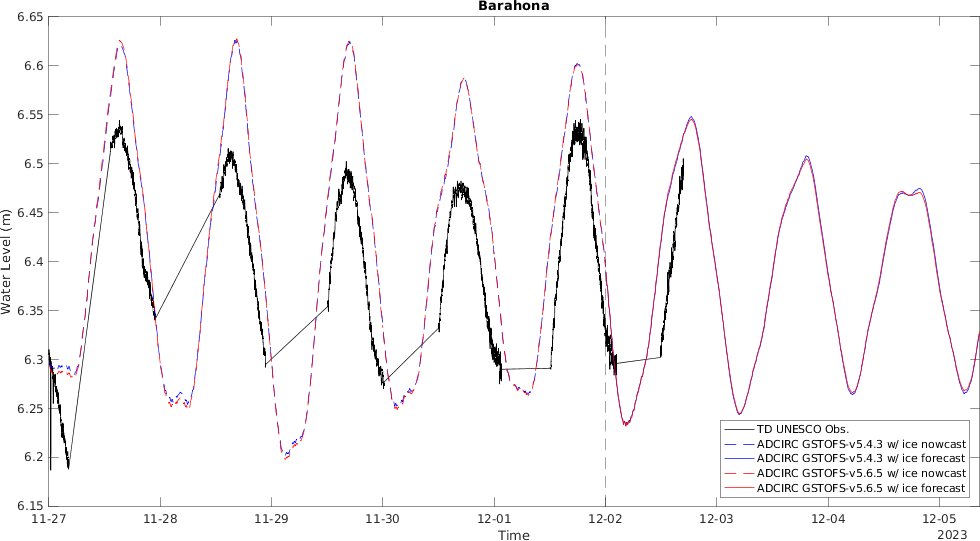 Barahona
6.65
6.6
6.55
6.5
6.45
6.4
6.35
6.3
6.25
6.2
6.15
Water Level (m)
11-27
11-28
11-29
11-30
12-01
12-02
12-03
12-04
12-05
Time
2023
TD UNESCO Obs.
ADCIRC GSTOFS-v5.4.3 w/ ice nowcast
ADCIRC GSTOFS-v5.4.3 w/ ice forecast
ADCIRC GSTOFS-v5.6.5 w/ ice nowcast
ADCIRC GSTOFS-v5.6.5 w/ ice forecast